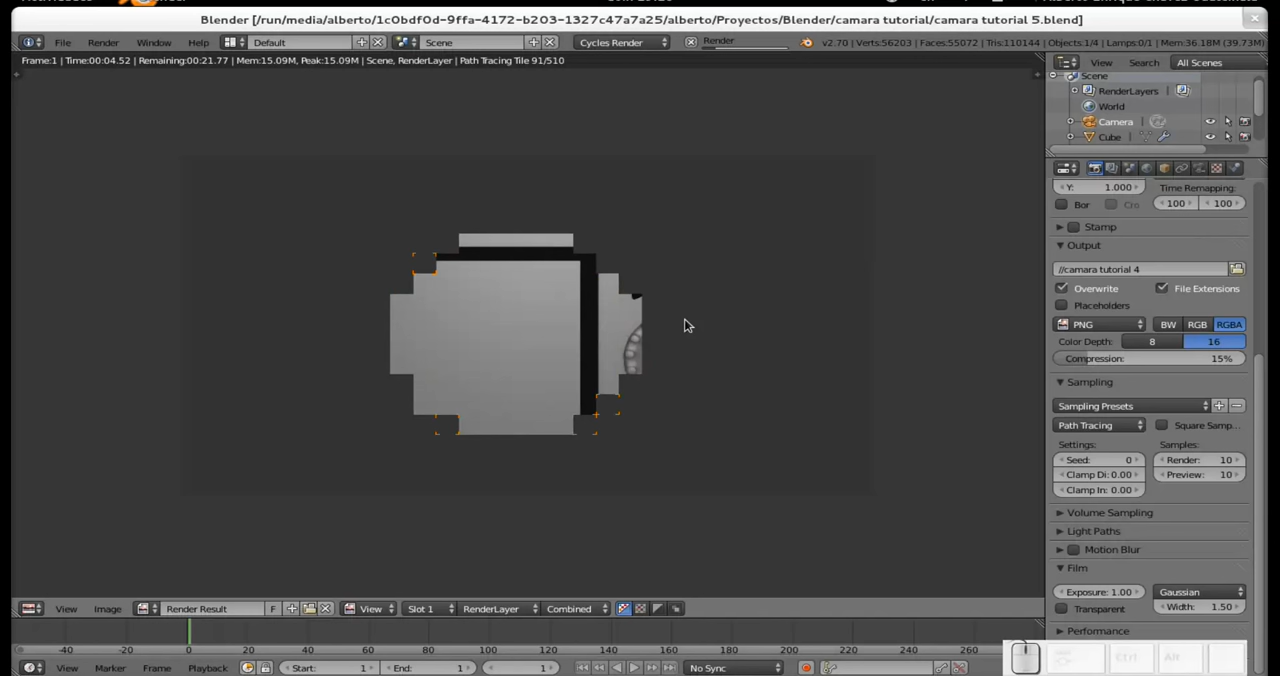 Blender [/run/media/alberto/1c0bdf0d-9ffa-4172-b203-1327c47a7a25/alberto/Proyectos/Blender/camara tutorial/camara tutorial 5.blend]
File Render Window Help Default Scene Cycles Render Render v2.70 | Verts:56203 | Faces:55072 | Tris:110144 | Objects:1/4 | Lamps:0/1 | Mem:36.18M (39.73M)
Frame:1 | Time:00:04.52 | Remaining:00:21.77 | Mem:15.09M, Peak:15.09M | Scene, RenderLayer | Path Tracing Tile 91/510
View Search All Scenes
Scene
RenderLayers
World
Camera
Cube
Y: 1.000 Time Remapping:
Bor Cro 100 100
Stamp
Output
//camara tutorial 4
Overwrite File Extensions
Placeholders
PNG BW RGB RGBA
Color Depth: 8 16
Compression: 15%
Sampling
Sampling Presets
Path Tracing Square Samp...
Settings: Samples:
Seed: 0 Render: 10
Clamp Di: 0.00 Preview: 10
Clamp In: 0.00
Volume Sampling
Light Paths
Motion Blur
Film
Exposure: 1.00 Gaussian
Transparent Width: 1.50
Performance
View Image Render Result F View Slot 1 RenderLayer Combined
-40 -20 0 20 40 60 80 100 120 140 160 180 200 220 240 260
View Marker Frame Playback Start: 1 End: 1 1 No Sync
Ctrl Alt